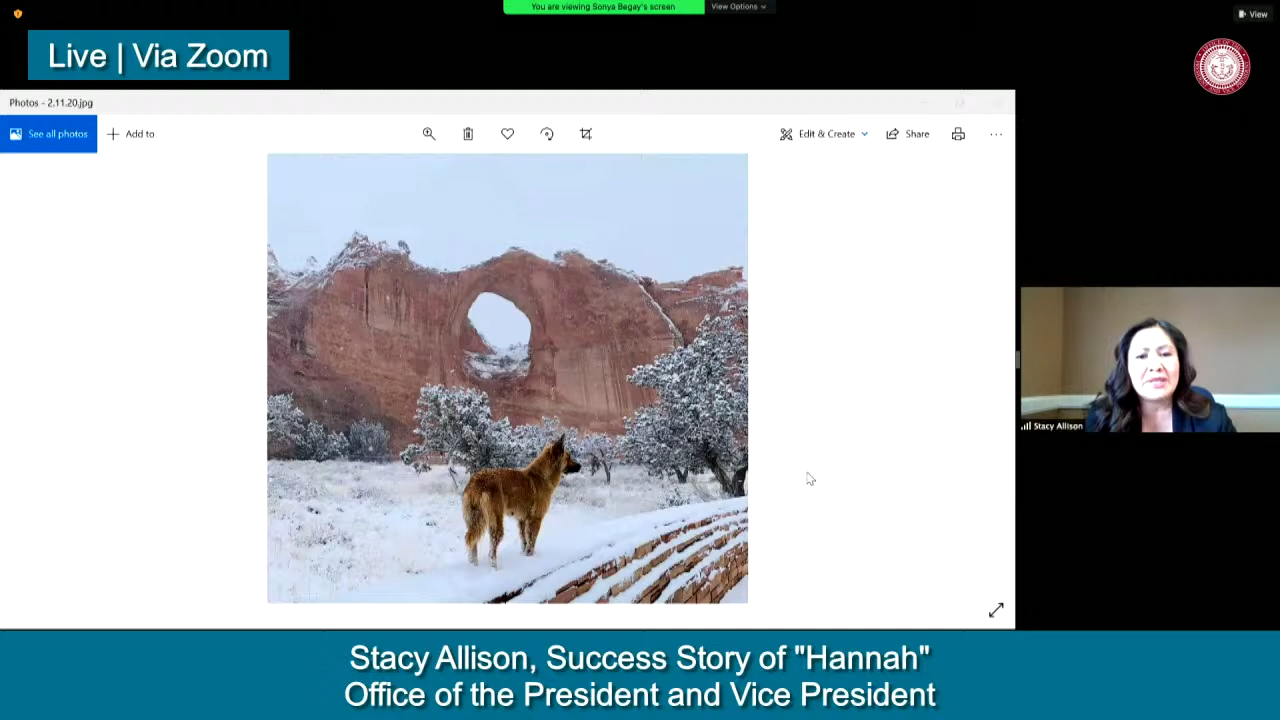 You are viewing Sonya Begay's screen
View Options
View
Live | Via Zoom
Photos - 2.11.20.jpg
See all photos
Add to
Edit & Create
Share
Stacy Allison
Stacy Allison, Success Story of "Hannah"
Office of the President and Vice President